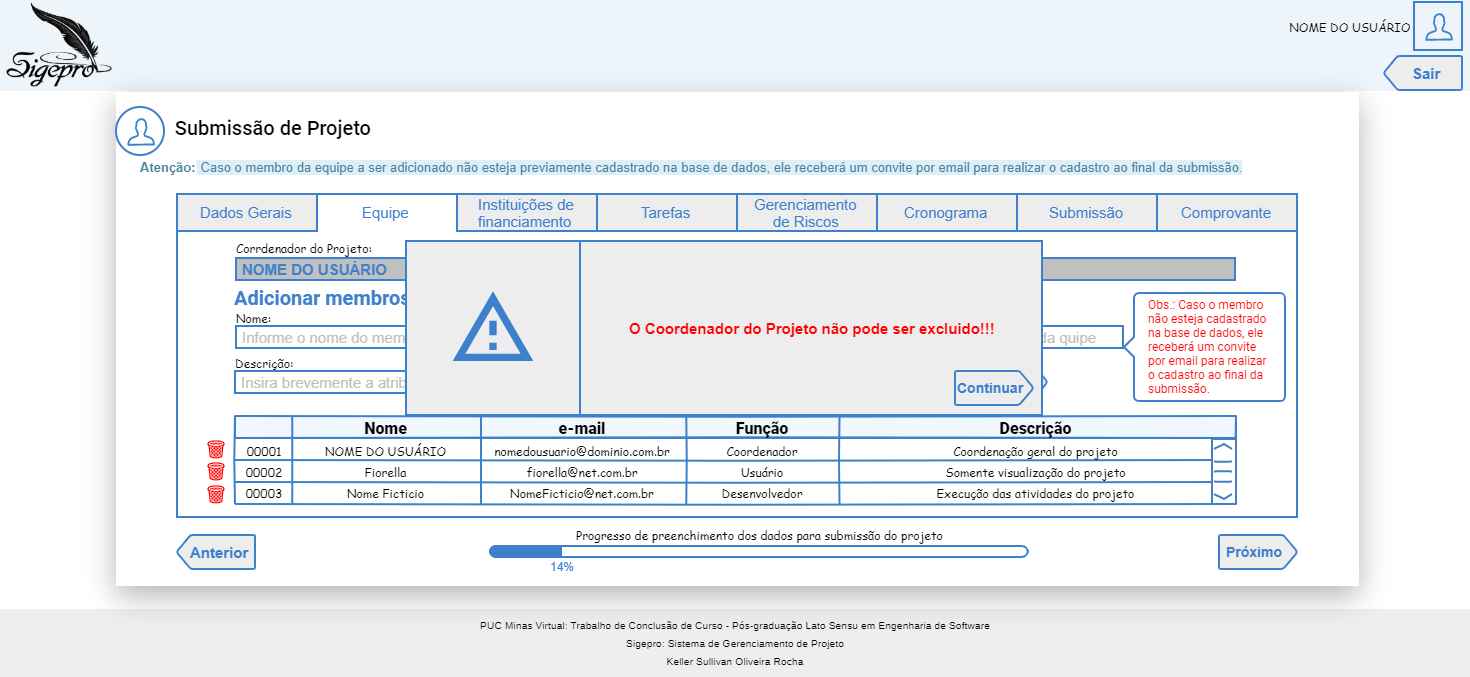 Sigepro
NOME DO USUÁRIO
Sair
Submissão de Projeto
Atenção: Caso o membro da equipe a ser adicionado não esteja previamente cadastrado na base de dados, ele receberá um convite por email para realizar o cadastro ao final da submissão.
Dados Gerais
Equipe
Instituições de
financiamento
Tarefas
Gerenciamento
de Riscos
Cronograma
Submissão
Comprovante
Corrdenador do Projeto:
NOME DO USUÁRIO
Adicionar membros
Nome:
Informe o nome do mem
da quipe
Descrição:
Insira brevemente a atrib
O Coordenador do Projeto não pode ser excluido!!!
Continuar
Obs.: Caso o membro
não esteja cadastrado
na base de dados, ele
receberá um convite
por email para realizar
o cadastro ao final da
submissão.
Nome e-mail Função Descrição
00001 NOME DO USUÁRIO nomedousuario@dominio.com.br Coordenador Coordenação geral do projeto
00002 Fiorella fiorella@net.com.br Usuário Somente visualização do projeto
00003 Nome Ficticio NomeFicticio@net.com.br Desenvolvedor Execução das atividades do projeto
Anterior
Progresso de preenchimento dos dados para submissão do projeto
14%
Próximo
PUC Minas Virtual: Trabalho de Conclusão de Curso - Pós-graduação Lato Sensu em Engenharia de Software
Sigepro: Sistema de Gerenciamento de Projeto
Keller Sullivan Oliveira Rocha